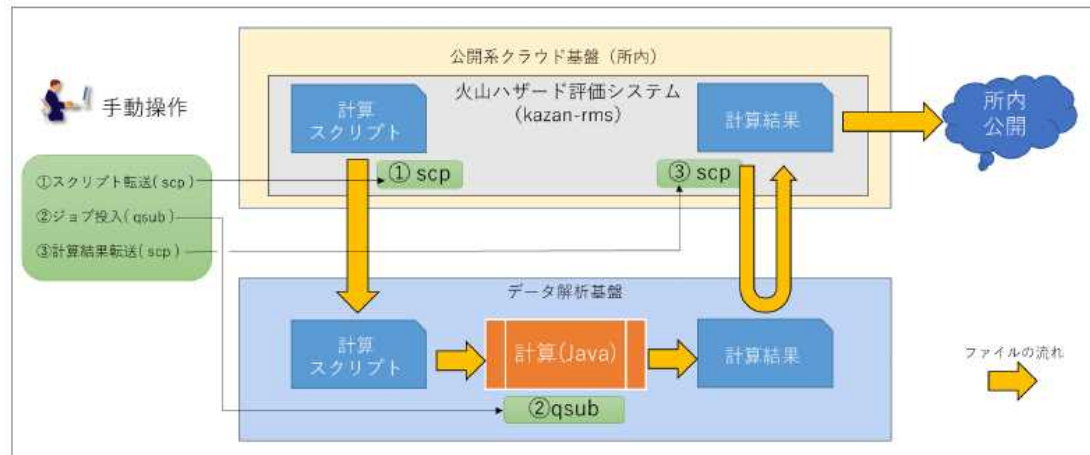 公開系クラウド基盤（所内）
手動操作
火山ハザード評価システム
（kazan-rms）
計算
スクリプト
計算結果
所内
公開
① scp
③ scp
①スクリプト転送( scp )
②ジョブ投入( qsub )
③計算結果転送( scp )
データ解析基盤
計算
スクリプト
計算(Java)
計算結果
②qsub
ファイルの流れ